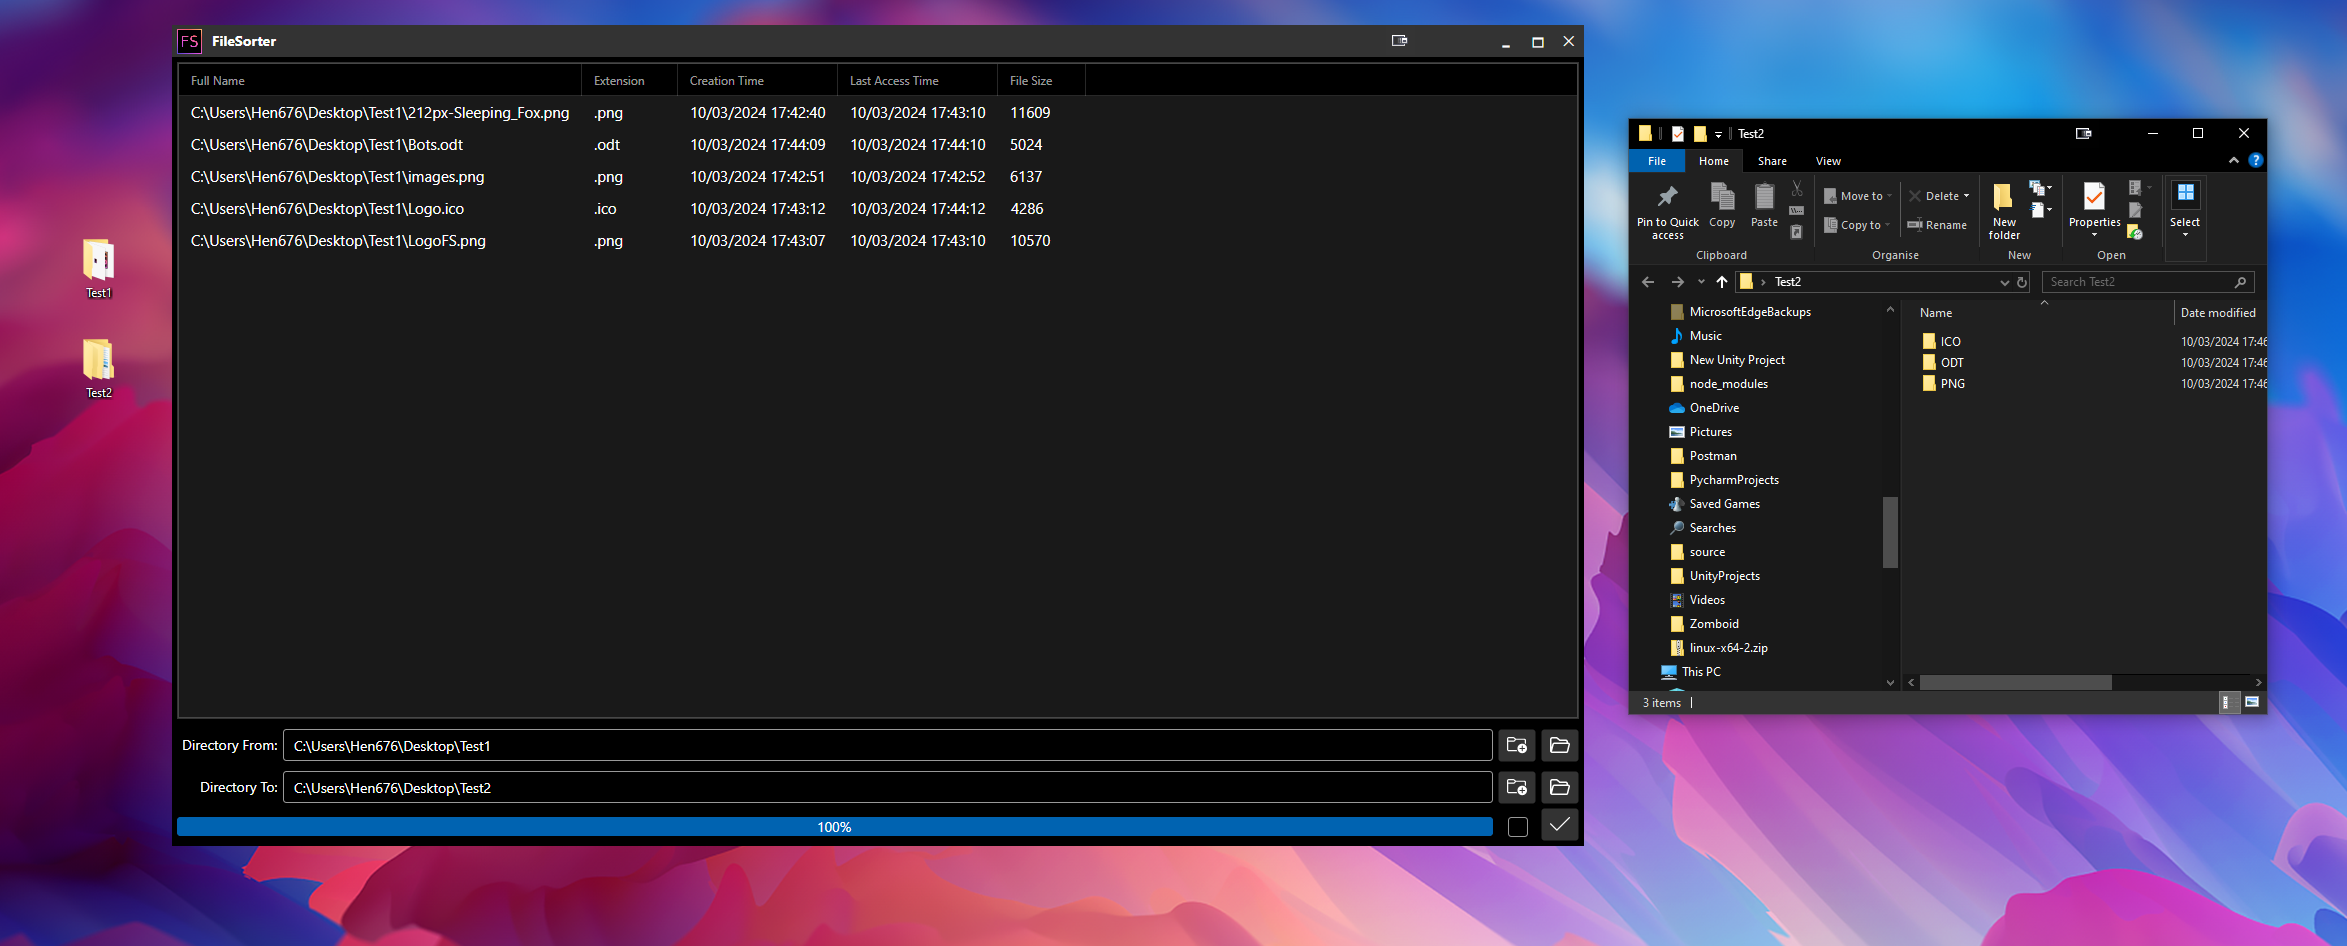 Test1
Test2
FS FileSorter
Full Name Extension Creation Time Last Access Time File Size
C:\Users\Hen676\Desktop\Test1\212px-Sleeping_Fox.png .png 10/03/2024 17:42:40 10/03/2024 17:43:10 11609
C:\Users\Hen676\Desktop\Test1\Bots.odt .odt 10/03/2024 17:44:09 10/03/2024 17:44:10 5024
C:\Users\Hen676\Desktop\Test1\images.png .png 10/03/2024 17:42:51 10/03/2024 17:42:52 6137
C:\Users\Hen676\Desktop\Test1\Logo.ico .ico 10/03/2024 17:43:12 10/03/2024 17:44:12 4286
C:\Users\Hen676\Desktop\Test1\LogoFS.png .png 10/03/2024 17:43:07 10/03/2024 17:43:10 10570
Directory From: C:\Users\Hen676\Desktop\Test1
Directory To: C:\Users\Hen676\Desktop\Test2
100%
Test2
File Home Share View
Pin to Quick access
Copy
Paste
Clipboard
Move to
Copy to
Delete
Rename
Organise
New folder
New
Properties
Open
Select
Test2
Search Test2
MicrosoftEdgeBackups
Music
New Unity Project
node_modules
OneDrive
Pictures
Postman
PycharmProjects
Saved Games
Searches
source
UnityProjects
Videos
Zomboid
linux-x64-2.zip
This PC
Name Date modified
ICO 10/03/2024 17:46
ODT 10/03/2024 17:46
PNG 10/03/2024 17:46
3 items